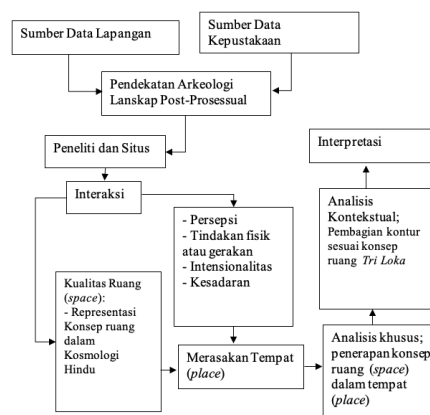 Sumber Data Lapangan
Sumber Data
Kepustakaan
Pendekatan Arkeologi
Lanskap Post-Prosessual
Peneliti dan Situs
Interaksi
- Persepsi
- Tindakan fisik
atau gerakan
- Intensionalitas
- Kesadaran
Kualitas Ruang
(space):
- Representasi
Konsep ruang
dalam
Kosmologi
Hindu
Merasakan Tempat
(place)
Analisis khusus;
penerapan konsep
ruang (space)
dalam tempat
(place)
Analisis
Kontekstual;
Pembagian kontur
sesuai konsep
ruang Tri Loka
Interpretasi